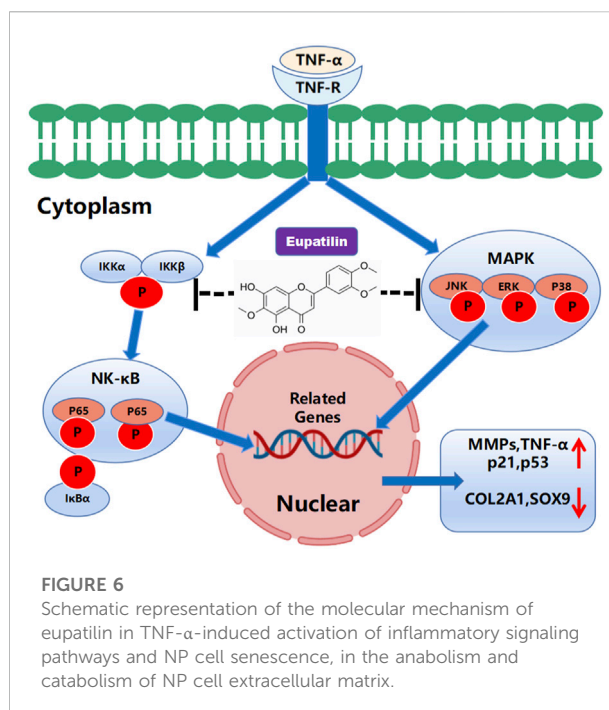 TNF-α
TNF-R
Cytoplasm
Eupatilin
IKKα
IKKβ
P
HO
O
OH
O
O
O
O
MAPK
JNK
ERK
P38
P
P
P
NK-κB
P65
P65
P
P
P
IκBα
Related
Genes
Nuclear
MMPs,TNF-α
p21,p53
COL2A1,SOX9
FIGURE 6
Schematic representation of the molecular mechanism of
eupatilin in TNF-α-induced activation of inflammatory signaling
pathways and NP cell senescence, in the anabolism and
catabolism of NP cell extracellular matrix.